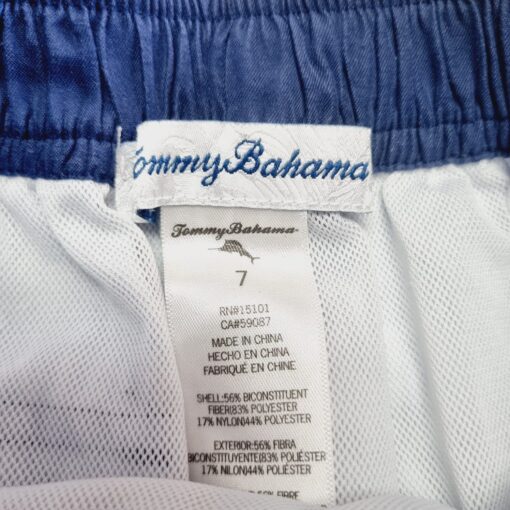 Tommy Bahama
Tommy Bahama
7
RN#15101
CA#59087
MADE IN CHINA
HECHO EN CHINA
FABRIQUÉ EN CHINE
SHELL:56% BICONSTITUENT
FIBER(83% POLYESTER
17% NYLON)44% POLYESTER
EXTERIOR:56% FIBRA
BICONSTITUYENTE(83% POLIÉSTER
17% NILON)44% POLIÉSTER
56% FIBRE